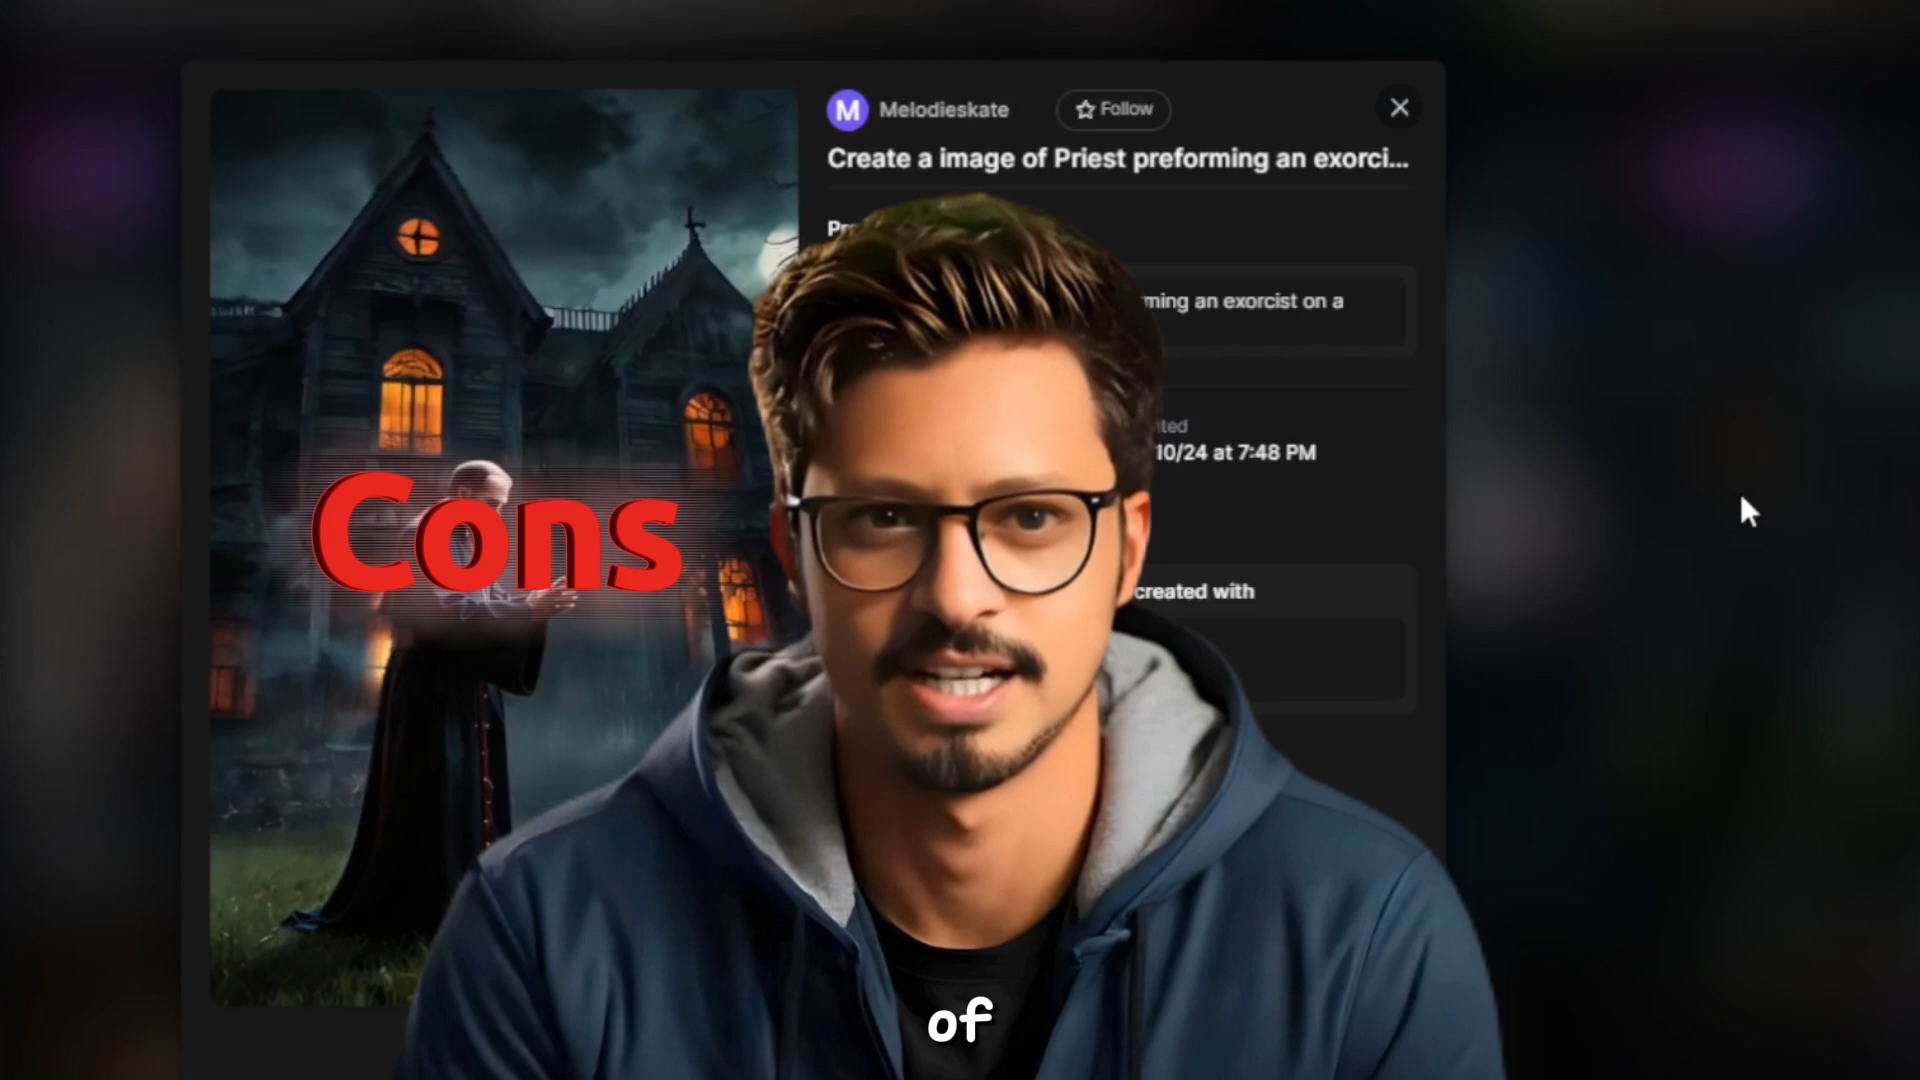 M Melodieskate
Follow
Create a image of Priest preforming an exorci...
ming an exorcist on a
10/24 at 7:48 PM
created with
Cons
of